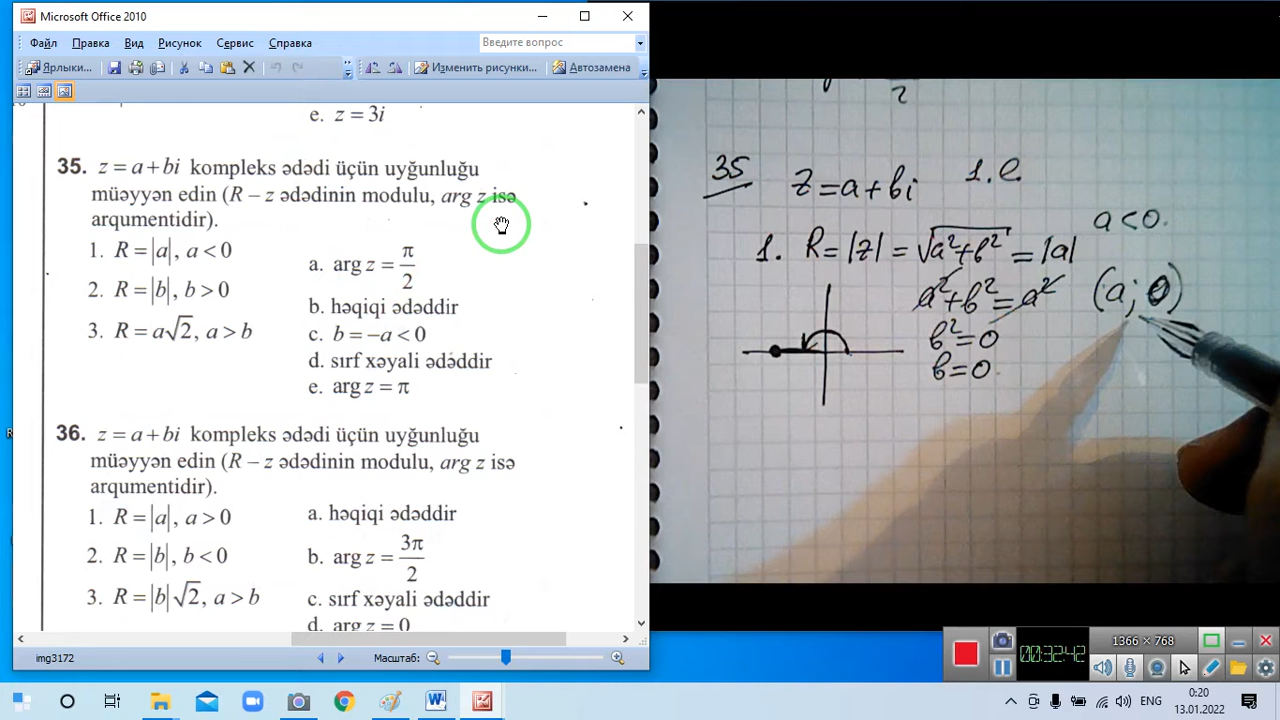 Microsoft Office 2010
Файл Правка Вид Рисунок Сервис Справка
Введите вопрос
Ярлыки...
Изменить рисунки...
Автозамена
e. z = 3i
35. z = a + bi kompleks ədədi üçün uyğunluğu
müəyyən edin (R – z ədədinin modulu, arg z isə
arqumentidir).
1. R = |a|, a < 0
2. R = |b|, b > 0
3. R = a√2, a > b
a. arg z = π/2
b. həqiqi ədəddir
c. b = −a < 0
d. sırf xəyali ədəddir
e. arg z = π
36. z = a + bi kompleks ədədi üçün uyğunluğu
müəyyən edin (R – z ədədinin modulu, arg z isə
arqumentidir).
1. R = |a|, a > 0
2. R = |b|, b < 0
3. R = |b|√2, a > b
a. həqiqi ədəddir
b. arg z = 3π/2
c. sırf xəyali ədəddir
d. arg z = 0
img3172
Масштаб:
2
35 z = a + bi 1. e.
a < 0.
1. R = |z| = √a²+b² = |a|
a²+b² = a² (a; 0)
b² = 0
b = 0
00:32:42
1366 × 768
ENG
0:20
13.01.2022